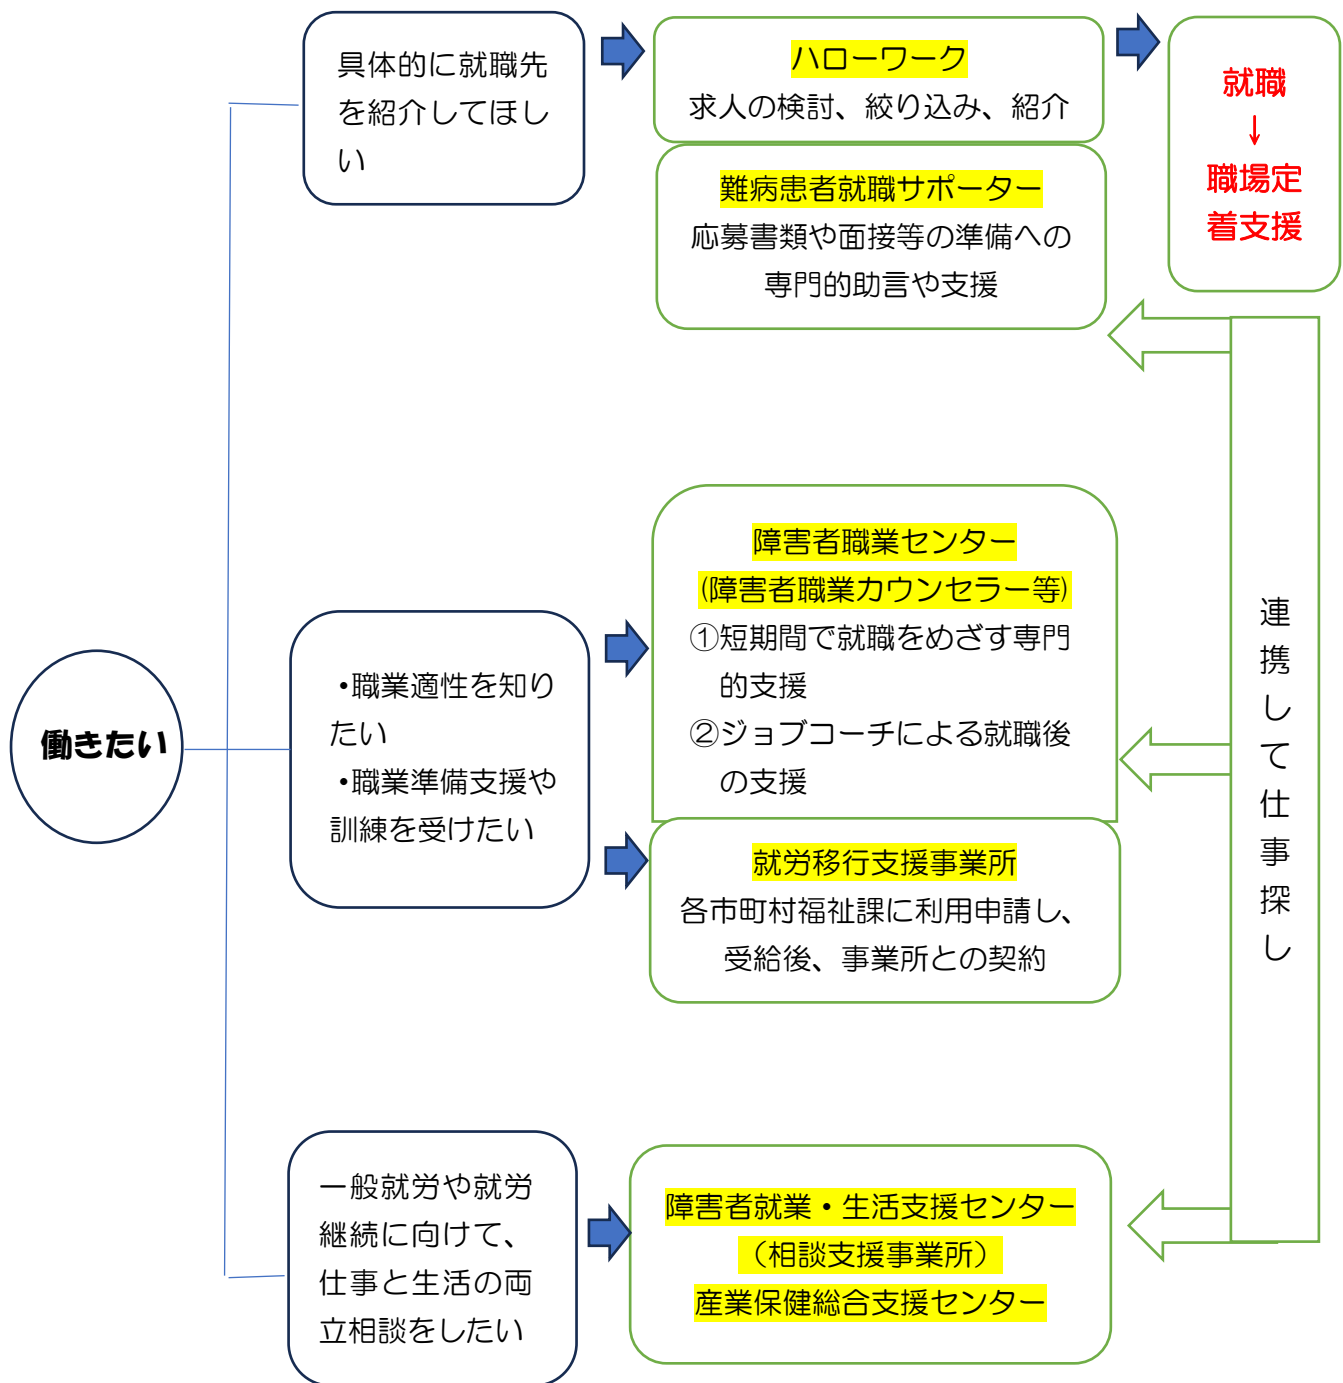 具体的に就職先
を紹介してほし
い
ハローワーク
求人の検討、絞り込み、紹介
難病患者就職サポーター
応募書類や面接等の準備への
専門的助言や支援
就職
↓
職場定
着支援
働きたい
・職業適性を知り
たい
・職業準備支援や
訓練を受けたい
障害者職業センター
(障害者職業カウンセラー等)
①短期間で就職をめざす専門
的支援
②ジョブコーチによる就職後
の支援
就労移行支援事業所
各市町村福祉課に利用申請し、
受給後、事業所との契約
連携して仕事探し
一般就労や就労
継続に向けて、
仕事と生活の両
立相談をしたい
障害者就業・生活支援センター
（相談支援事業所）
産業保健総合支援センター